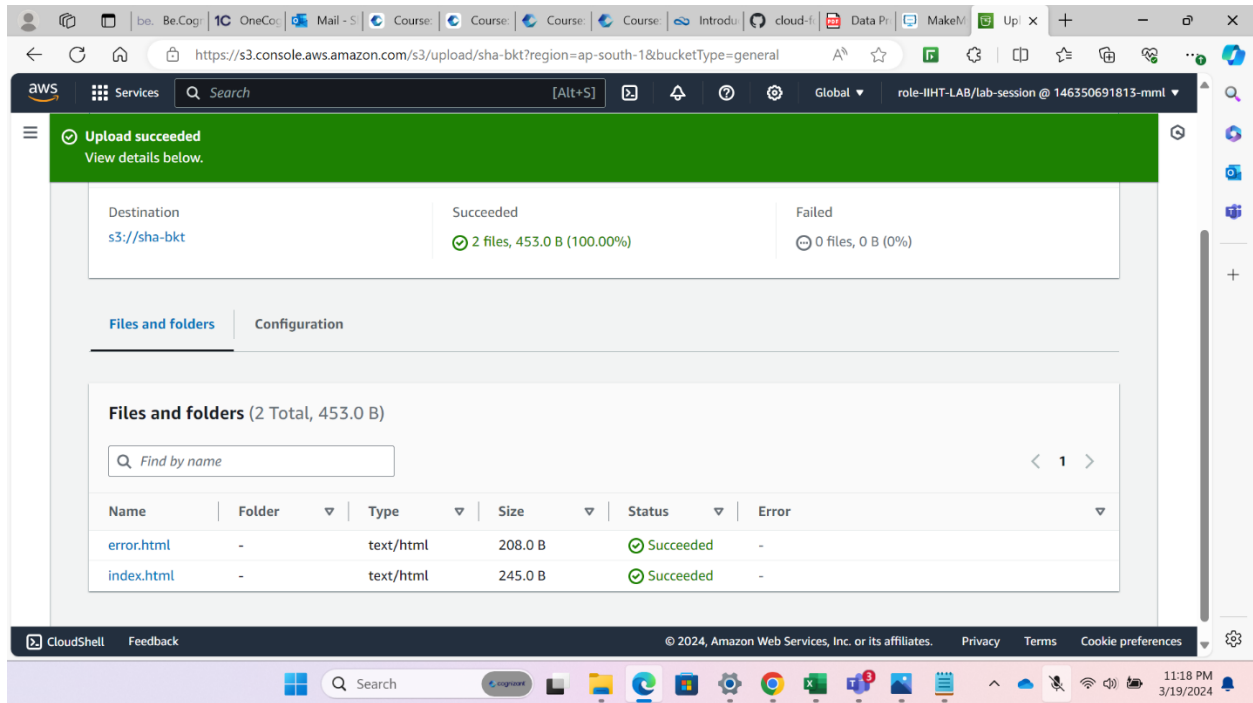 be. Be.Cogr 1C OneCog Mail - S Course: Course: Course: Course: Introdu cloud-f Data Pr MakeM Upl
https://s3.console.aws.amazon.com/s3/upload/sha-bkt?region=ap-south-1&bucketType=general
aws Services Search [Alt+S] Global role-IIHT-LAB/lab-session @ 146350691813-mml
Upload succeeded
View details below.
Destination Succeeded Failed
s3://sha-bkt 2 files, 453.0 B (100.00%) 0 files, 0 B (0%)
Files and folders Configuration
Files and folders (2 Total, 453.0 B)
Find by name 1
Name Folder Type Size Status Error
error.html - text/html 208.0 B Succeeded -
index.html - text/html 245.0 B Succeeded -
CloudShell Feedback © 2024, Amazon Web Services, Inc. or its affiliates. Privacy Terms Cookie preferences
Search cognizant 3 11:18 PM
3/19/2024